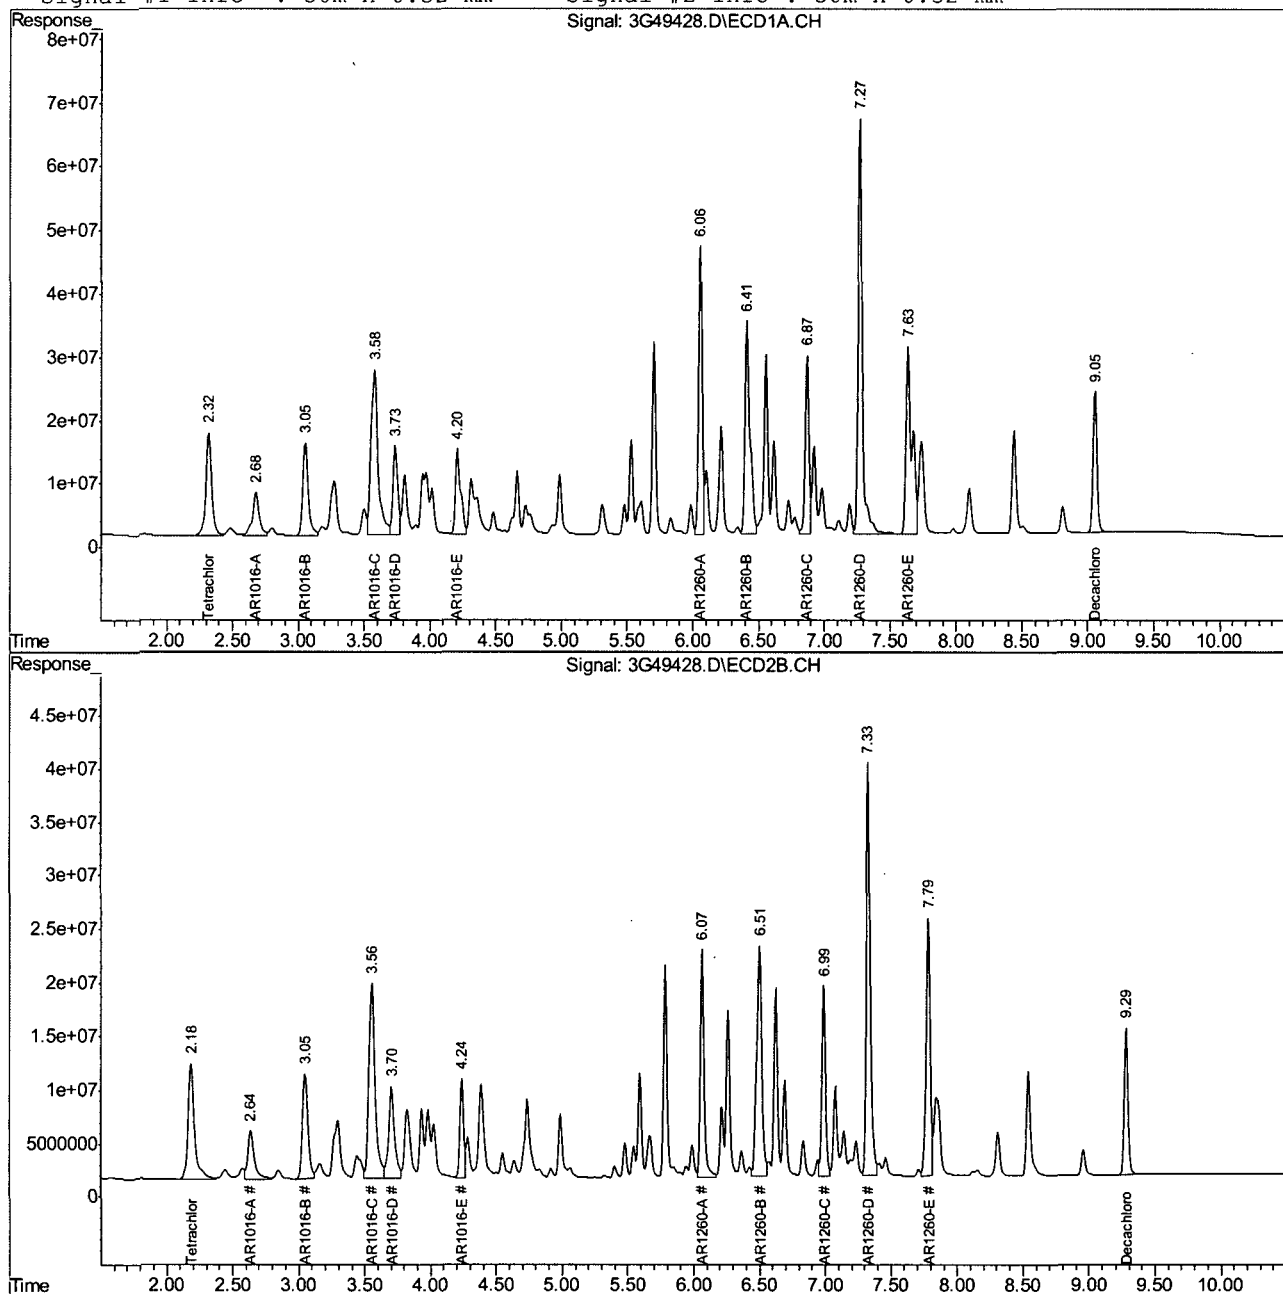 Signal #1 Info : 30m X 0.32 mm Signal #2 Info : 30m X 0.32 mm
Response_ Signal: 3G49428.D\ECD1A.CH
8e+07
7e+07
6e+07
5e+07
4e+07
3e+07
2e+07
1e+07
0
2.32
2.68
3.05
3.58
3.73
4.20
6.06
6.41
6.87
7.27
7.63
9.05
Tetrachlor
AR1016-A
AR1016-B
AR1016-C
AR1016-D
AR1016-E
AR1260-A
AR1260-B
AR1260-C
AR1260-D
AR1260-E
Decachloro
Time 2.00 2.50 3.00 3.50 4.00 4.50 5.00 5.50 6.00 6.50 7.00 7.50 8.00 8.50 9.00 9.50 10.00
Response_ Signal: 3G49428.D\ECD2B.CH
4.5e+07
4e+07
3.5e+07
3e+07
2.5e+07
2e+07
1.5e+07
1e+07
5000000
0
2.18
2.64
3.05
3.56
3.70
4.24
6.07
6.51
6.99
7.33
7.79
9.29
Tetrachlor
AR1016-A #
AR1016-B #
AR1016-C #
AR1016-D #
AR1016-E #
AR1260-A #
AR1260-B #
AR1260-C #
AR1260-D #
AR1260-E #
Decachloro
Time 2.00 2.50 3.00 3.50 4.00 4.50 5.00 5.50 6.00 6.50 7.00 7.50 8.00 8.50 9.00 9.50 10.00